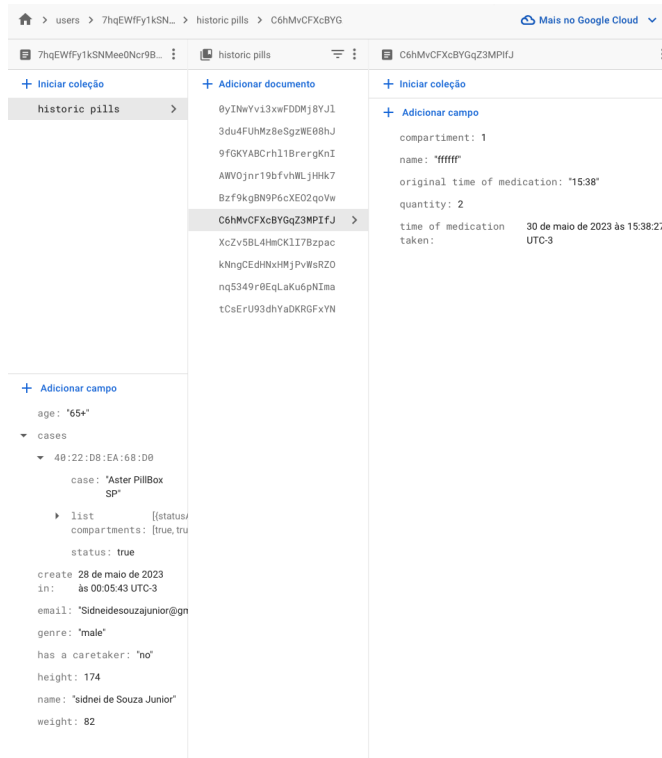 > users > 7hqEWfFy1kSN... > historic pills > C6hMvCFXcBYG
Mais no Google Cloud
7hqEWfFy1kSNMee0Ncr9B...
+ Iniciar coleção
historic pills >
+ Adicionar campo
age: "65+"
cases
40:22:D8:EA:68:D0
case: "Aster PillBox
SP"
list [{status
compartments: [true, tru
status: true
create 28 de maio de 2023
in: às 00:05:43 UTC-3
email: "Sidneidesouzajunior@gm
genre: "male"
has a caretaker: "no"
height: 174
name: "sidnei de Souza Junior"
weight: 82
historic pills
+ Adicionar documento
0yINwYvi3xwFDDMj8YJl
3du4FUhMz8eSgzWE08hJ
9fGKYABCrhl1BrergKnI
AWVOjnr19bfvhWLjHHk7
Bzf9kgBN9P6cXEO2qoVw
C6hMvCFXcBYGqZ3MPIfJ >
XcZv5BL4HmCKlI7Bzpac
kNngCEdHNxHMjPvWsRZO
nq5349r0EqLaKu6pNIma
tCsErU93dhYaDKRGFxYN
C6hMvCFXcBYGqZ3MPIfJ
+ Iniciar coleção
+ Adicionar campo
compartiment: 1
name: "ffffff"
original time of medication: "15:38"
quantity: 2
time of medication 30 de maio de 2023 às 15:38:27
taken: UTC-3